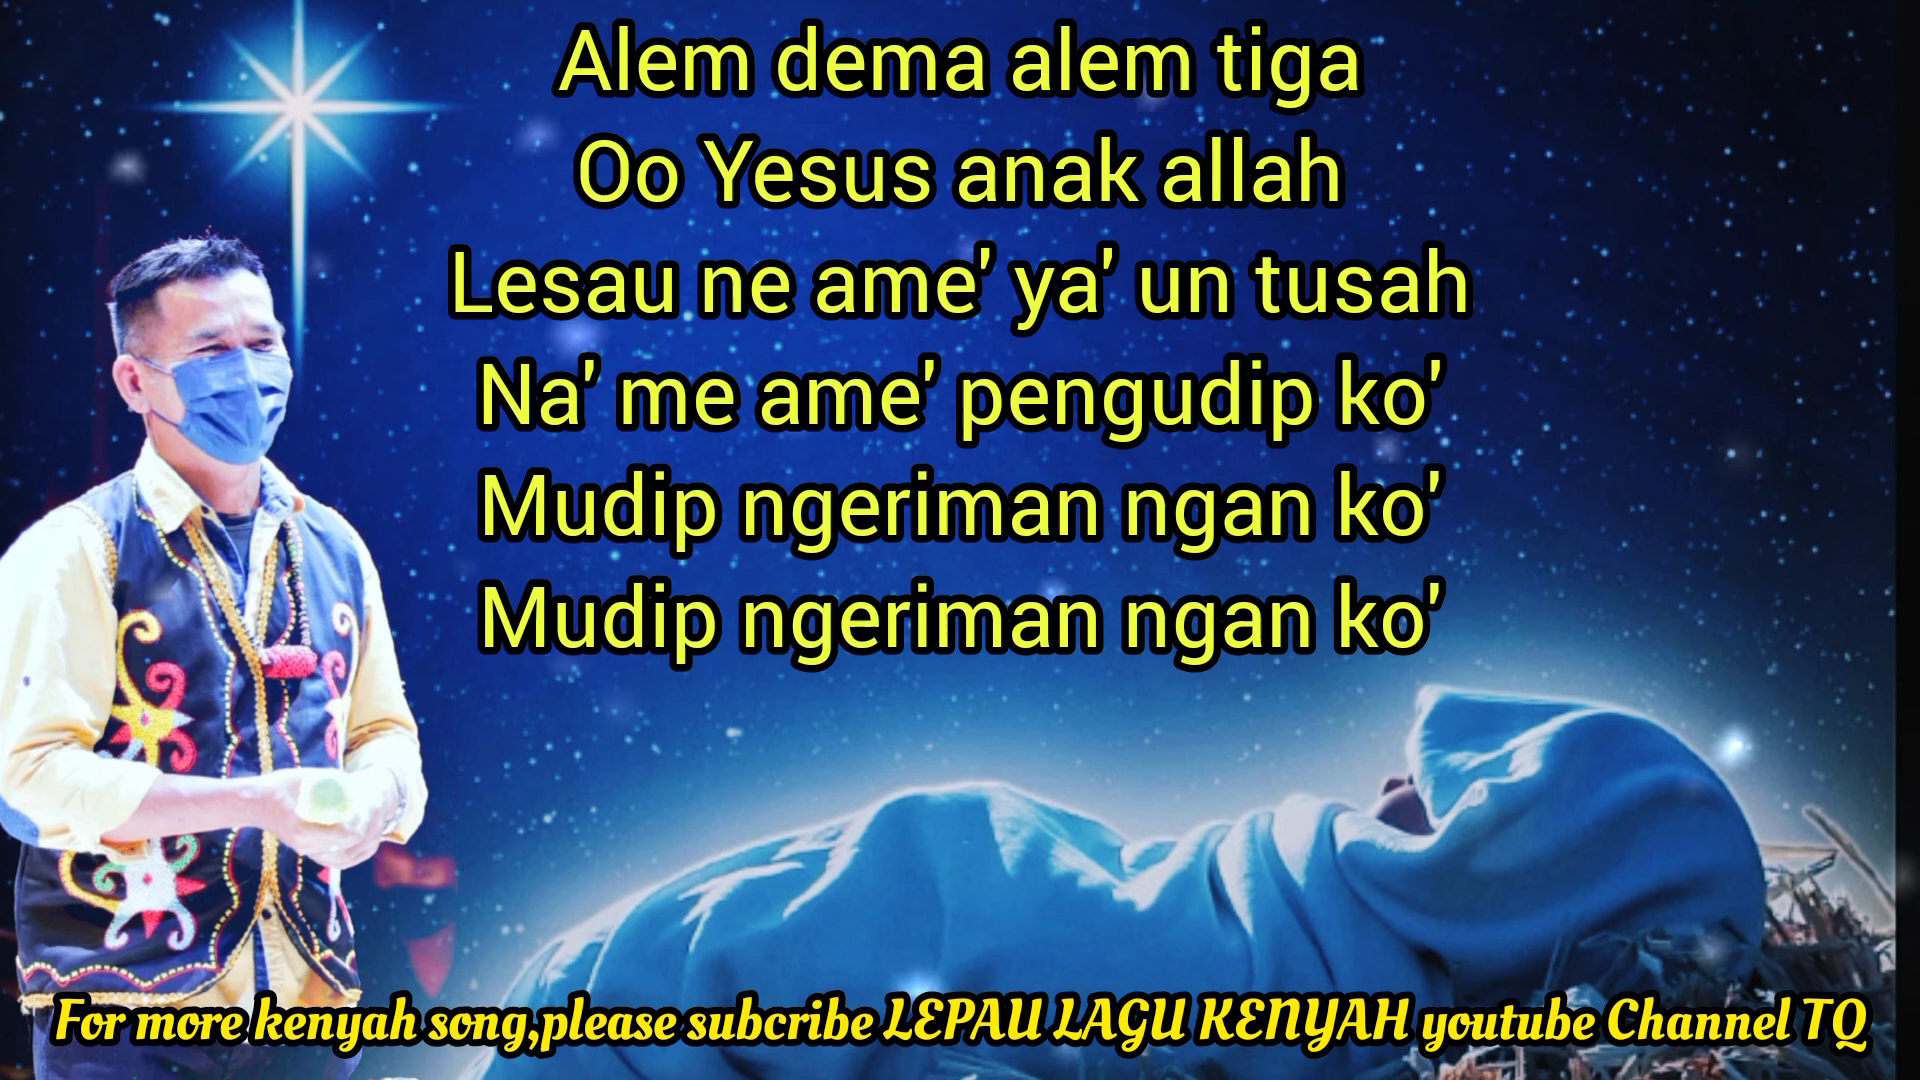 Alem dema alem tiga
Oo Yesus anak allah
Lesau ne ame' ya' un tusah
Na' me ame' pengudip ko'
Mudip ngeriman ngan ko'
Mudip ngeriman ngan ko'
For more kenyah song,please subcribe LEPAU LAGU KENYAH youtube Channel TQ